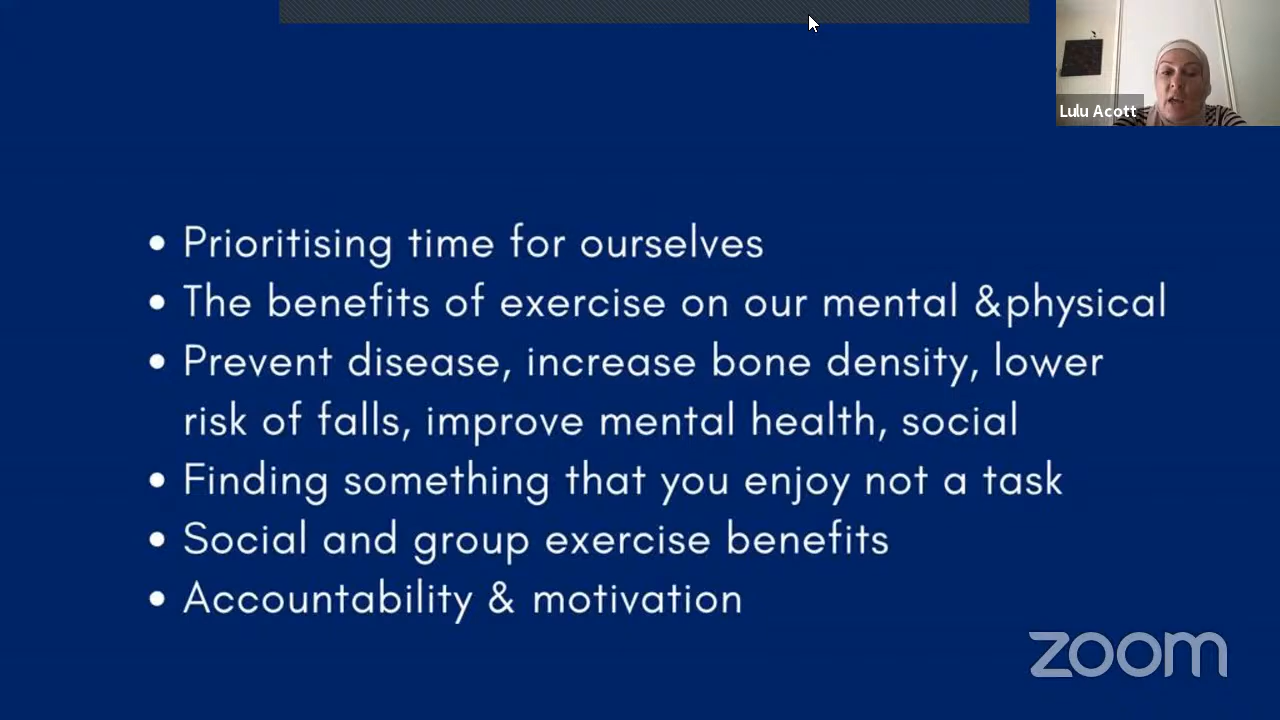 Lulu Acott
• Prioritising time for ourselves
• The benefits of exercise on our mental &physical
• Prevent disease, increase bone density, lower
risk of falls, improve mental health, social
• Finding something that you enjoy not a task
• Social and group exercise benefits
• Accountability & motivation
zoom